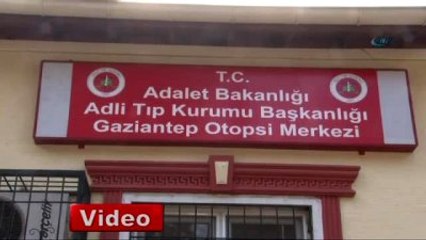 T.C.
Adalet Bakanlığı
Adli Tıp Kurumu Başkanlığı
Gaziantep Otopsi Merkezi
Video